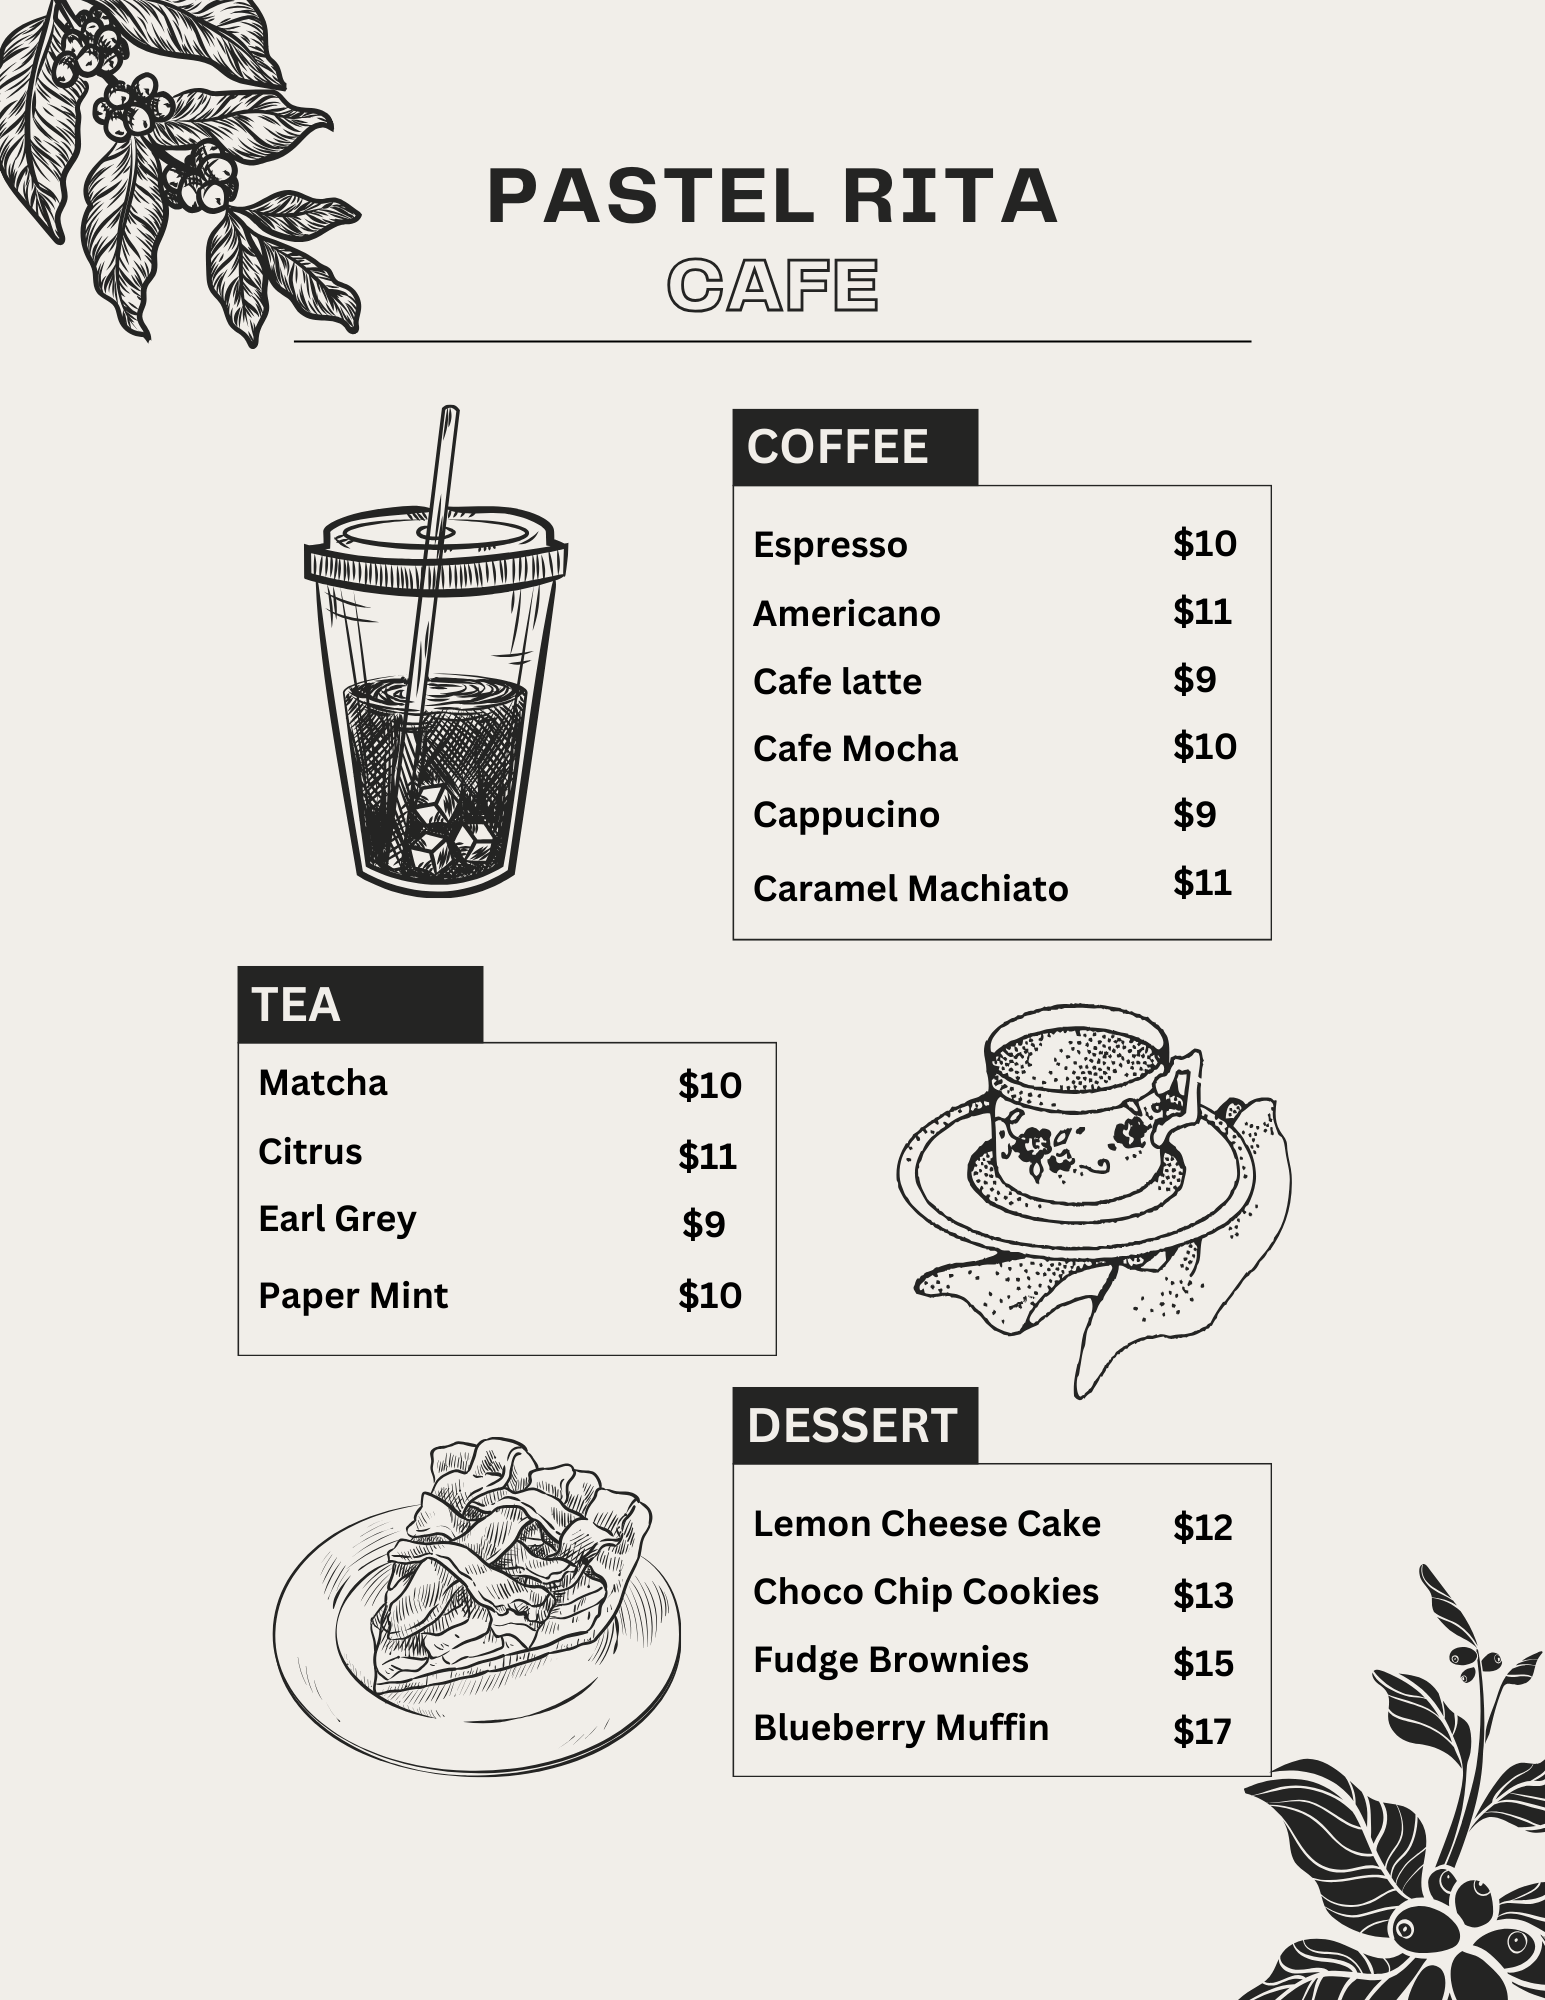 PASTEL RITA
CAFE
COFFEE
Espresso $10
Americano $11
Cafe latte $9
Cafe Mocha $10
Cappucino $9
Caramel Machiato $11
TEA
Matcha $10
Citrus $11
Earl Grey $9
Paper Mint $10
DESSERT
Lemon Cheese Cake $12
Choco Chip Cookies $13
Fudge Brownies $15
Blueberry Muffin $17